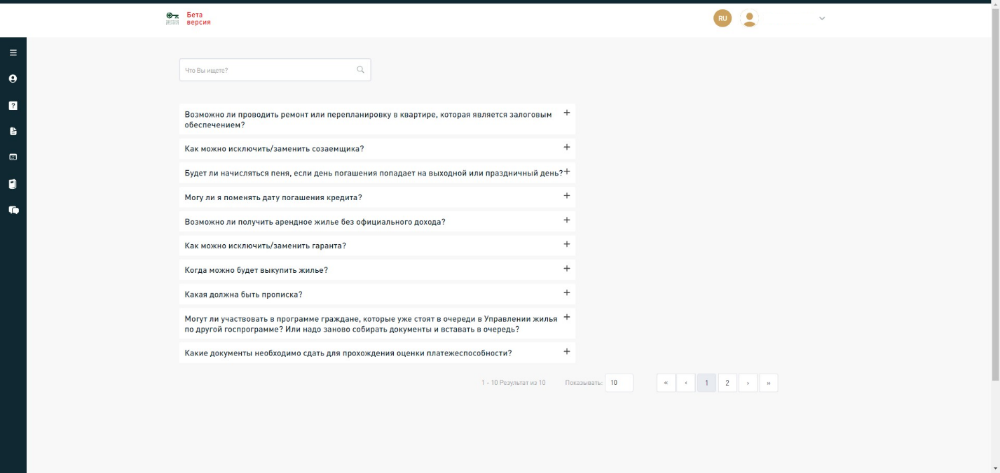 Бета
версия
RU
Что Вы ищете?
Возможно ли проводить ремонт или перепланировку в квартире, которая является залоговым
обеспечением?
Как можно исключить/заменить созаемщика?
Будет ли начисляться пеня, если день погашения попадает на выходной или праздничный день?
Могу ли я поменять дату погашения кредита?
Возможно ли получить арендное жилье без официального дохода?
Как можно исключить/заменить гаранта?
Когда можно будет выкупить жилье?
Какая должна быть прописка?
Могут ли участвовать в программе граждане, которые уже стоят в очереди в Управлении жилья
по другой госпрограмме? Или надо заново собирать документы и вставать в очередь?
Какие документы необходимо сдать для прохождения оценки платежеспособности?
1 - 10 Результат из 10 Показывать: 10 « ‹ 1 2 › »